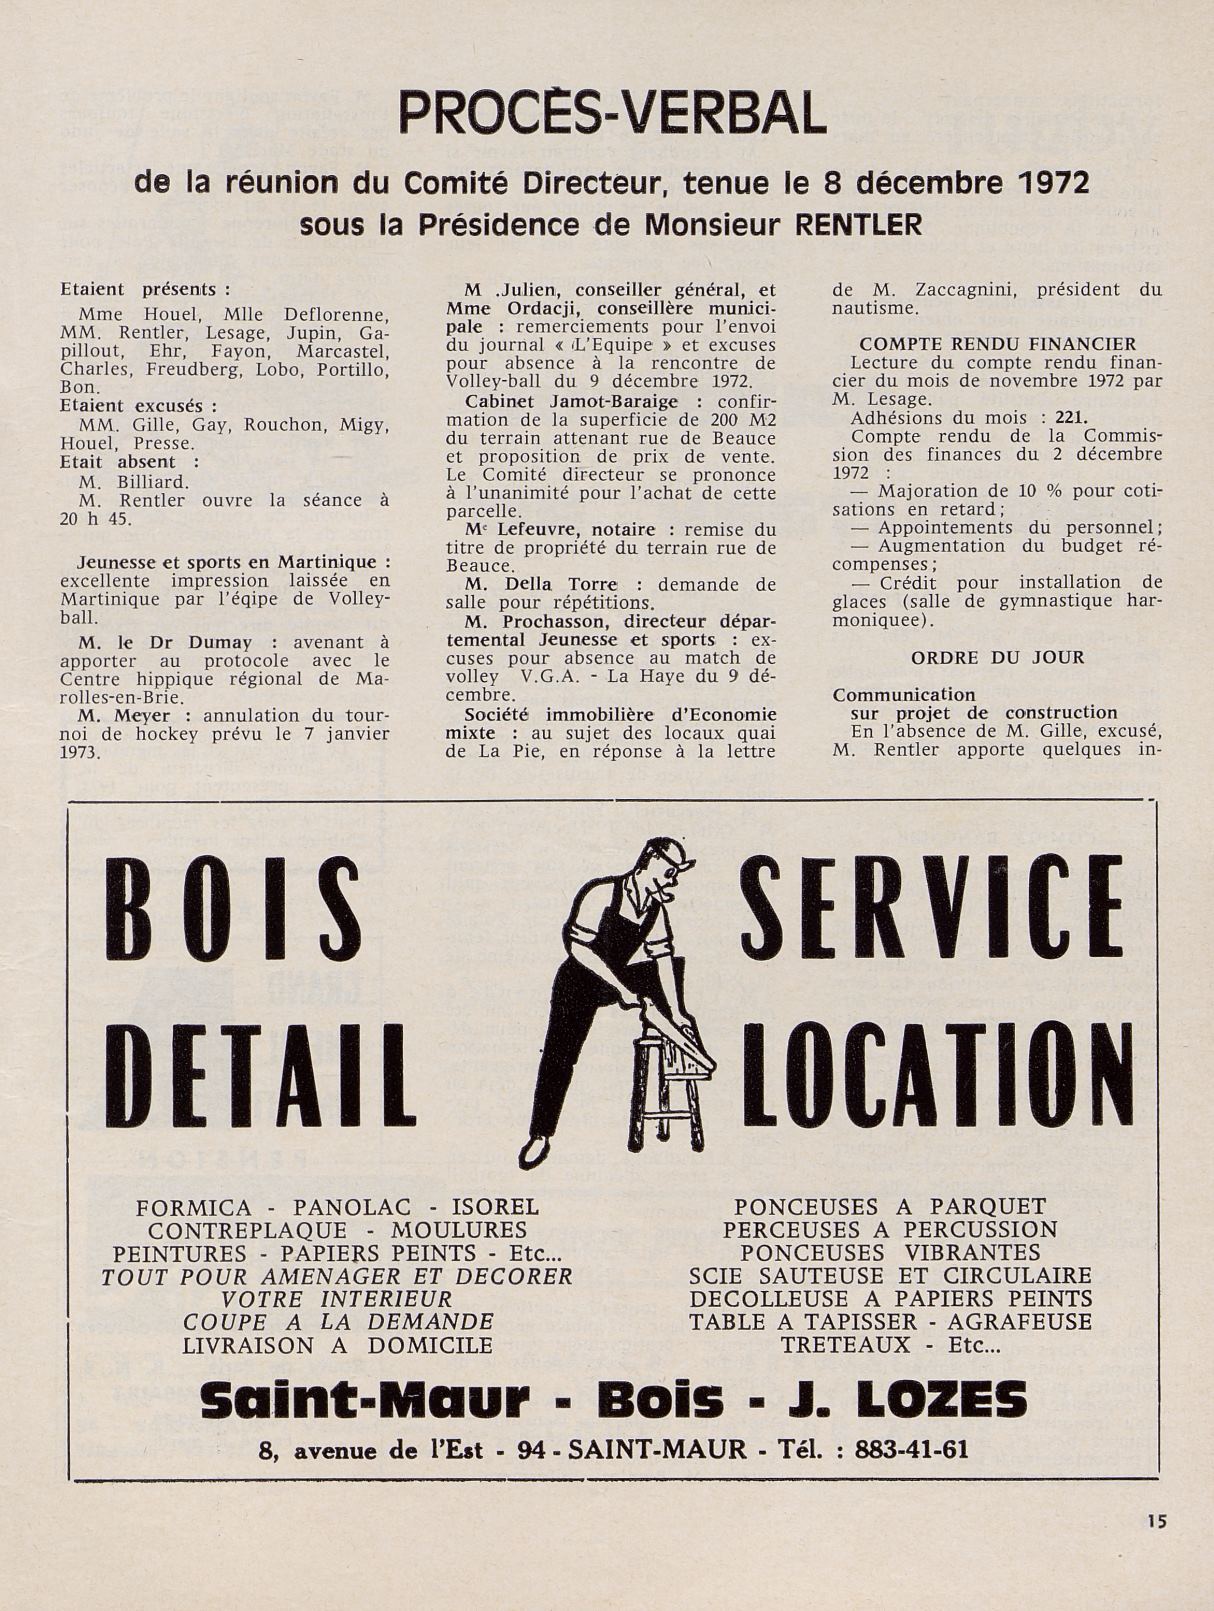 PROCÈS-VERBAL
de la réunion du Comité Directeur, tenue le 8 décembre 1972
sous la Présidence de Monsieur RENTLER
Etaient présents :
Mme Houel, Mlle Deflorenne,
MM. Rentler, Lesage, Jupin, Ga-
pillout, Ehr, Fayon, Marcastel,
Charles, Freudberg, Lobo, Portillo,
Bon.
Etaient excusés :
MM. Gille, Gay, Rouchon, Migy,
Houel, Presse.
Etait absent :
M. Billiard.
M. Rentler ouvre la séance à
20 h 45.
Jeunesse et sports en Martinique :
excellente impression laissée en
Martinique par l'éqipe de Volley-
ball.
M. le Dr Dumay : avenant à
apporter au protocole avec le
Centre hippique régional de Ma-
rolles-en-Brie.
M. Meyer : annulation du tour-
noi de hockey prévu le 7 janvier
1973.
M .Julien, conseiller général, et
Mme Ordacji, conseillère munici-
pale : remerciements pour l'envoi
du journal « L'Equipe » et excuses
pour absence à la rencontre de
Volley-ball du 9 décembre 1972.
Cabinet Jamot-Baraige : confir-
mation de la superficie de 200 M2
du terrain attenant rue de Beauce
et proposition de prix de vente.
Le Comité directeur se prononce
à l'unanimité pour l'achat de cette
parcelle.
Me Lefeuvre, notaire : remise du
titre de propriété du terrain rue de
Beauce.
M. Della Torre : demande de
salle pour répétitions.
M. Prochasson, directeur dépar-
temental Jeunesse et sports : ex-
cuses pour absence au match de
volley V.G.A. - La Haye du 9 dé-
cembre.
Société immobilière d'Economie
mixte : au sujet des locaux quai
de La Pie, en réponse à la lettre
de M. Zaccagnini, président du
nautisme.
COMPTE RENDU FINANCIER
Lecture du compte rendu finan-
cier du mois de novembre 1972 par
M. Lesage.
Adhésions du mois : 221.
Compte rendu de la Commis-
sion des finances du 2 décembre
1972 :
— Majoration de 10 % pour coti-
sations en retard ;
— Appointements du personnel ;
— Augmentation du budget ré-
compenses ;
— Crédit pour installation de
glaces (salle de gymnastique har-
moniquee).
ORDRE DU JOUR
Communication
sur projet de construction
En l'absence de M. Gille, excusé,
M. Rentler apporte quelques in-
BOIS
DETAIL
SERVICE
LOCATION
FORMICA - PANOLAC - ISOREL
CONTREPLAQUE - MOULURES
PEINTURES - PAPIERS PEINTS - Etc...
TOUT POUR AMENAGER ET DECORER
VOTRE INTERIEUR
COUPE A LA DEMANDE
LIVRAISON A DOMICILE
PONCEUSES A PARQUET
PERCEUSES A PERCUSSION
PONCEUSES VIBRANTES
SCIE SAUTEUSE ET CIRCULAIRE
DECOLLEUSE A PAPIERS PEINTS
TABLE A TAPISSER - AGRAFEUSE
TRETEAUX - Etc...
Saint-Maur - Bois - J. LOZES
8, avenue de l'Est - 94 - SAINT-MAUR - Tél. : 883-41-61
15